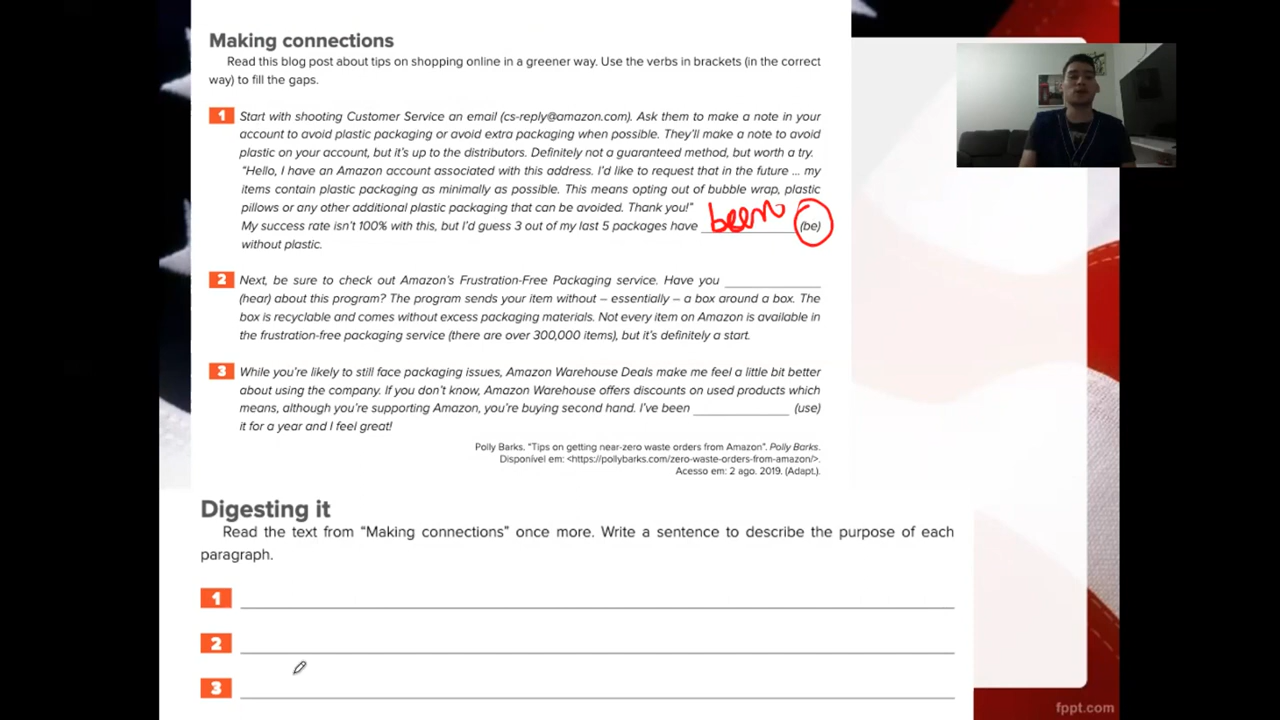 Making connections
Read this blog post about tips on shopping online in a greener way. Use the verbs in brackets (in the correct
way) to fill the gaps.
1 Start with shooting Customer Service an email (cs-reply@amazon.com). Ask them to make a note in your
account to avoid plastic packaging or avoid extra packaging when possible. They'll make a note to avoid
plastic on your account, but it's up to the distributors. Definitely not a guaranteed method, but worth a try.
"Hello, I have an Amazon account associated with this address. I'd like to request that in the future ... my
items contain plastic packaging as minimally as possible. This means opting out of bubble wrap, plastic
pillows or any other additional plastic packaging that can be avoided. Thank you!"
My success rate isn't 100% with this, but I'd guess 3 out of my last 5 packages have been (be)
without plastic.
2 Next, be sure to check out Amazon's Frustration-Free Packaging service. Have you ____________
(hear) about this program? The program sends your item without – essentially – a box around a box. The
box is recyclable and comes without excess packaging materials. Not every item on Amazon is available in
the frustration-free packaging service (there are over 300,000 items), but it's definitely a start.
3 While you're likely to still face packaging issues, Amazon Warehouse Deals make me feel a little bit better
about using the company. If you don't know, Amazon Warehouse offers discounts on used products which
means, although you're supporting Amazon, you're buying second hand. I've been ____________ (use)
it for a year and I feel great!
Polly Barks. "Tips on getting near-zero waste orders from Amazon". Polly Barks.
Disponível em: <https://pollybarks.com/zero-waste-orders-from-amazon/>.
Acesso em: 2 ago. 2019. (Adapt.).
Digesting it
Read the text from "Making connections" once more. Write a sentence to describe the purpose of each
paragraph.
1
2
3
fppt.com